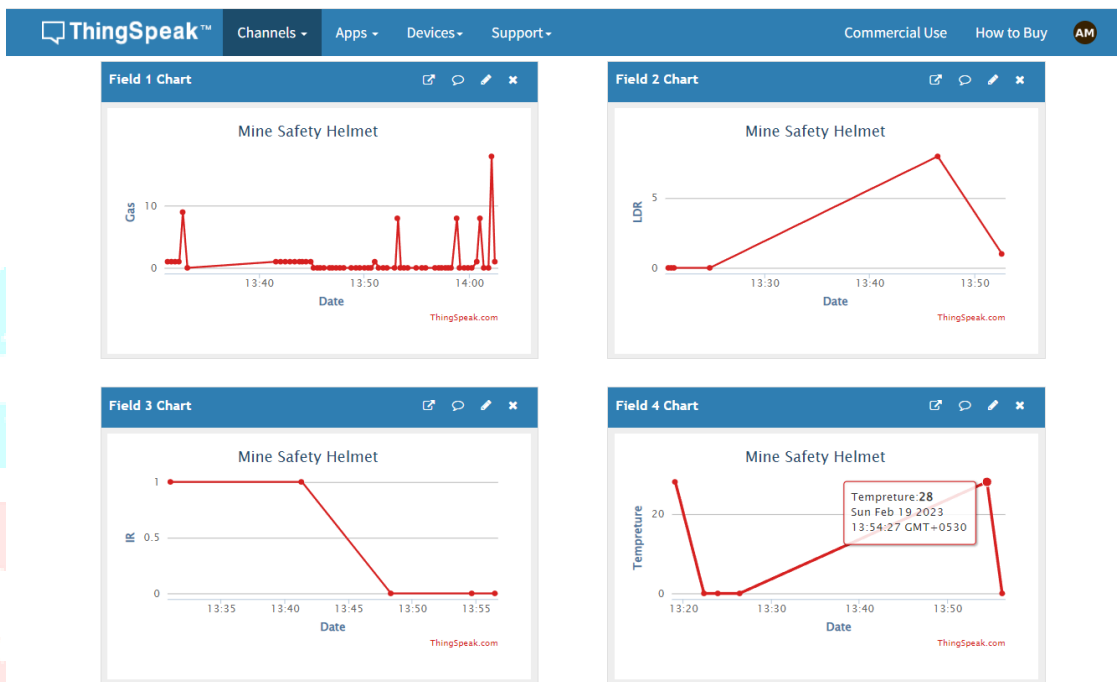 ThingSpeak™ Channels Apps Devices Support Commercial Use How to Buy AM
Field 1 Chart
Mine Safety Helmet
Gas
10
0
13:40 13:50 14:00
Date
ThingSpeak.com
Field 2 Chart
Mine Safety Helmet
LDR
5
0
13:30 13:40 13:50
Date
ThingSpeak.com
Field 3 Chart
Mine Safety Helmet
IR
1
0.5
0
13:35 13:40 13:45 13:50 13:55
Date
ThingSpeak.com
Field 4 Chart
Mine Safety Helmet
Tempreture
20
0
Tempreture:28
Sun Feb 19 2023
13:54:27 GMT+0530
13:20 13:30 13:40 13:50
Date
ThingSpeak.com